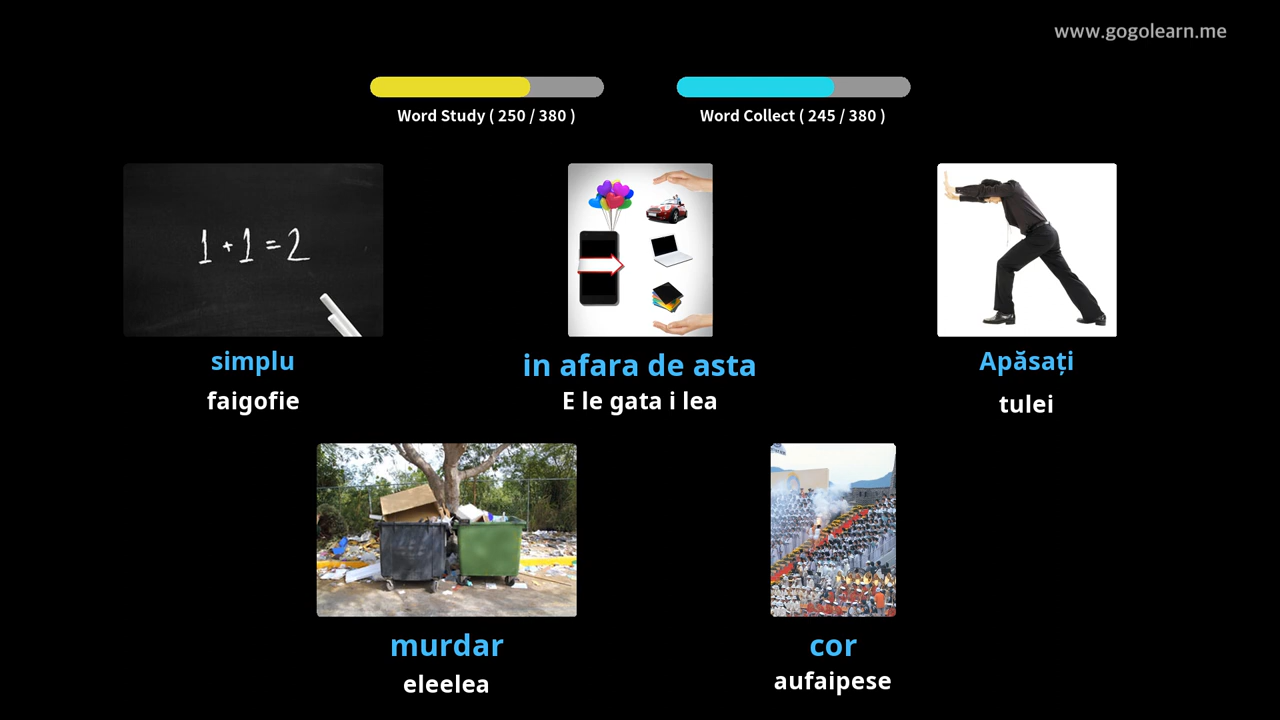 www.gogolearn.me
Word Study ( 250 / 380 )
Word Collect ( 245 / 380 )
1 + 1 = 2
simplu
faigofie
in afara de asta
E le gata i lea
Apăsați
tulei
murdar
eleelea
cor
aufaipese